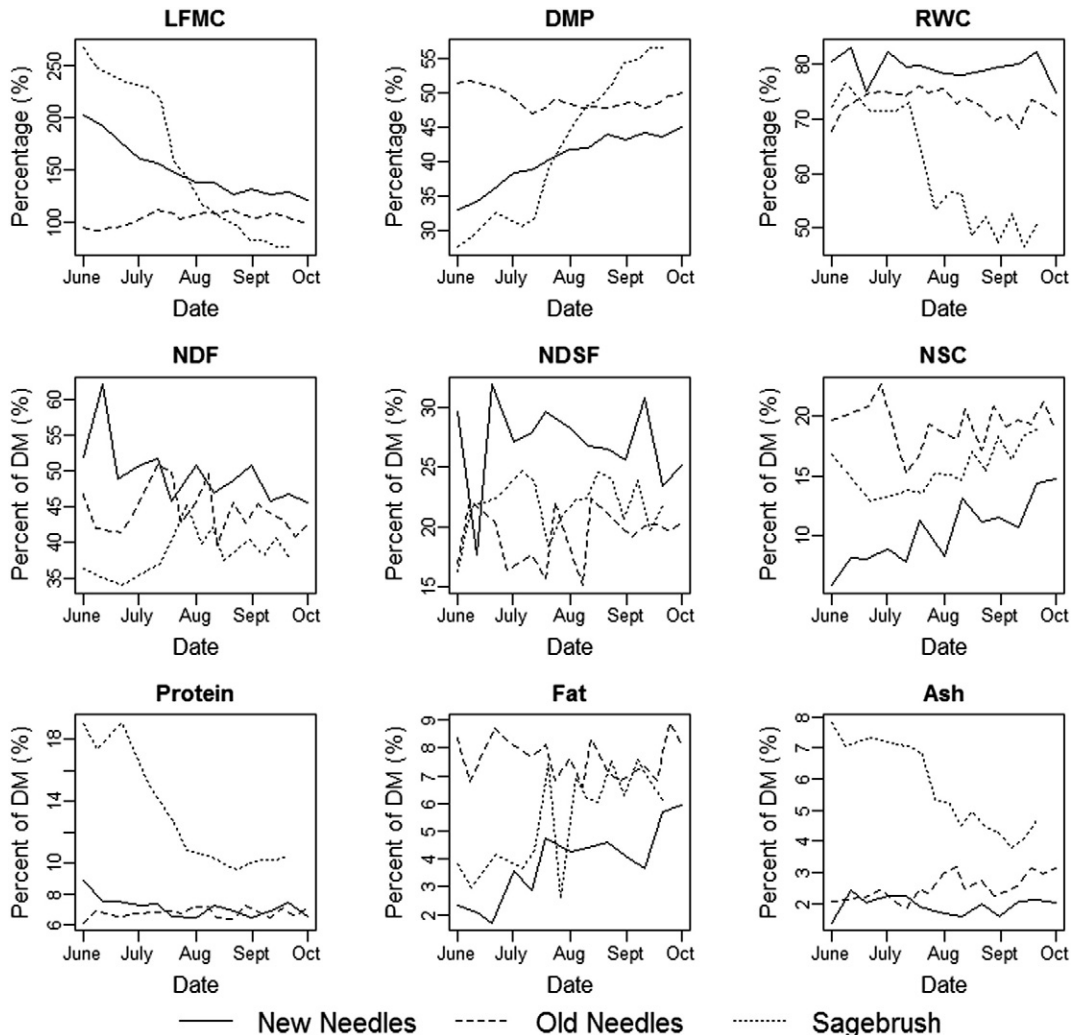 LFMC
DMP
RWC
Percentage (%)
250
200
150
100
June July Aug Sept Oct
Date
Percentage (%)
55
50
45
40
35
30
June July Aug Sept Oct
Date
Percentage (%)
80
70
60
50
June July Aug Sept Oct
Date
NDF
NDSF
NSC
Percent of DM (%)
60
55
50
45
40
35
June July Aug Sept Oct
Date
Percent of DM (%)
30
25
20
15
June July Aug Sept Oct
Date
Percent of DM (%)
20
15
10
June July Aug Sept Oct
Date
Protein
Fat
Ash
Percent of DM (%)
18
14
10
8
6
June July Aug Sept Oct
Date
Percent of DM (%)
9
8
7
6
5
4
3
2
June July Aug Sept Oct
Date
Percent of DM (%)
8
7
6
5
4
3
2
June July Aug Sept Oct
Date
New Needles Old Needles Sagebrush